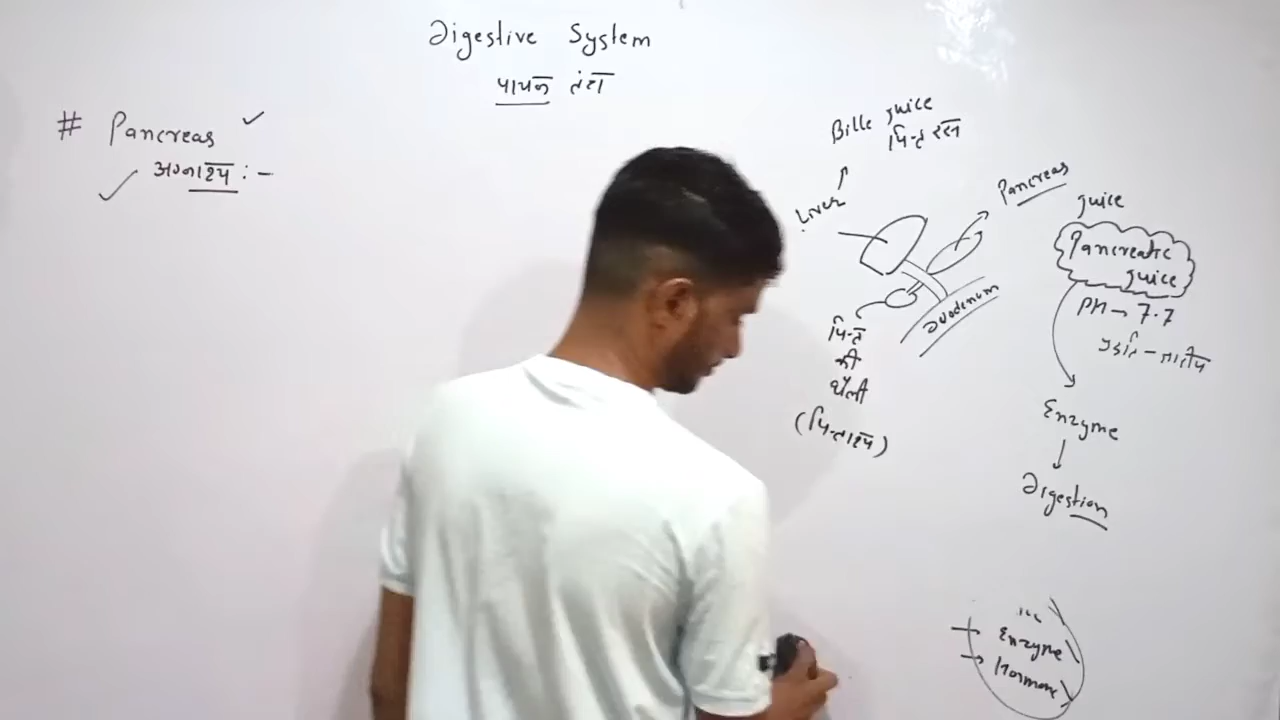 Digestive System
पाचन तंत्र
# Pancreas
अग्नाशय :-
Bille juice
पित्त रस
Liver
Pancreas
Duodenum
पित्त
की
थैली
(पित्ताशय)
juice
Pancreatic
juice
PH → 7.7
Enzyme
Digestion
Enzyme
Hormone